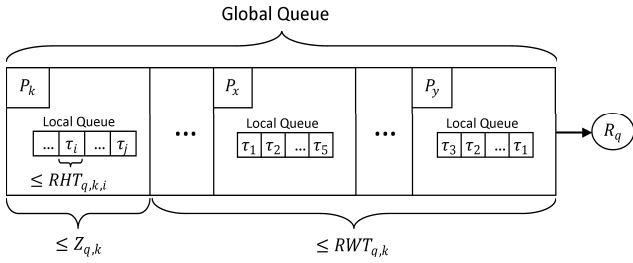 Global Queue
P_k P_x P_y
Local Queue Local Queue Local Queue
... τ_i ... τ_j ... τ_1 τ_2 ... τ_5 ... τ_3 τ_2 ... τ_1 R_q
≤ RHT_{q,k,i}
≤ Z_{q,k} ≤ RWT_{q,k}